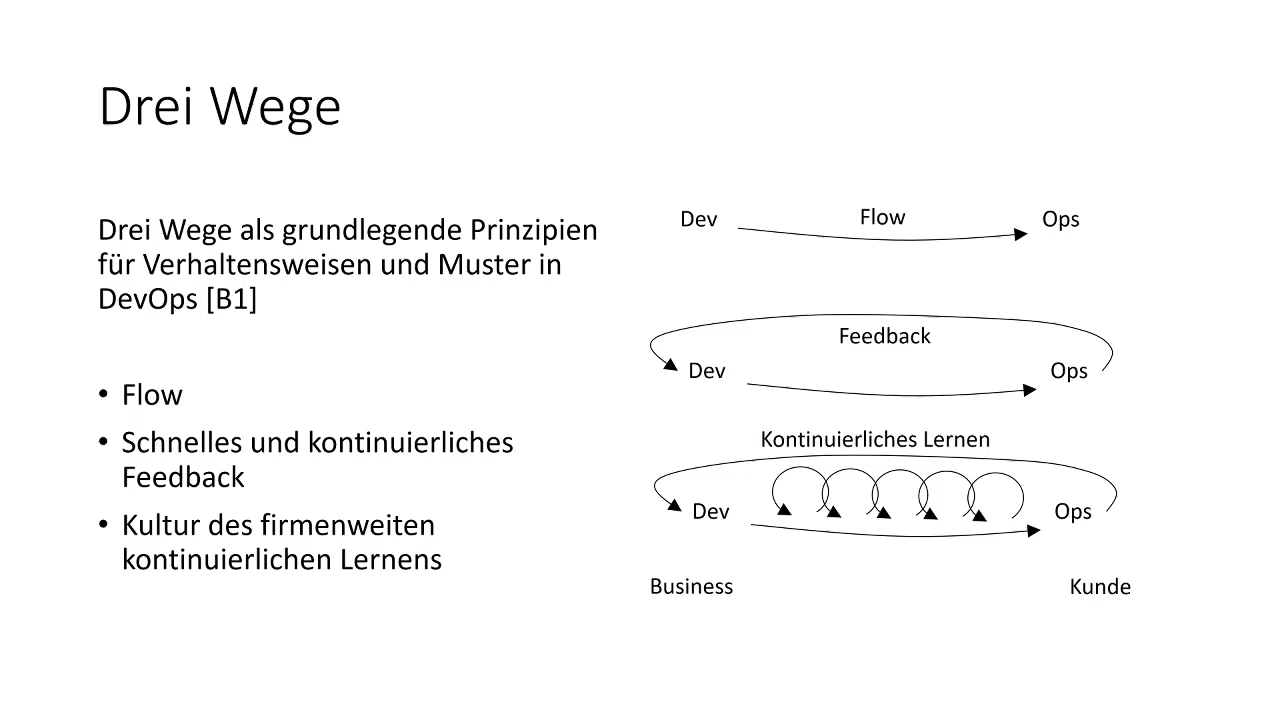 Drei Wege
Drei Wege als grundlegende Prinzipien
für Verhaltensweisen und Muster in
DevOps [B1]
• Flow
• Schnelles und kontinuierliches
Feedback
• Kultur des firmenweiten
kontinuierlichen Lernens
Dev Flow Ops
Feedback
Dev Ops
Kontinuierliches Lernen
Dev Ops
Business Kunde